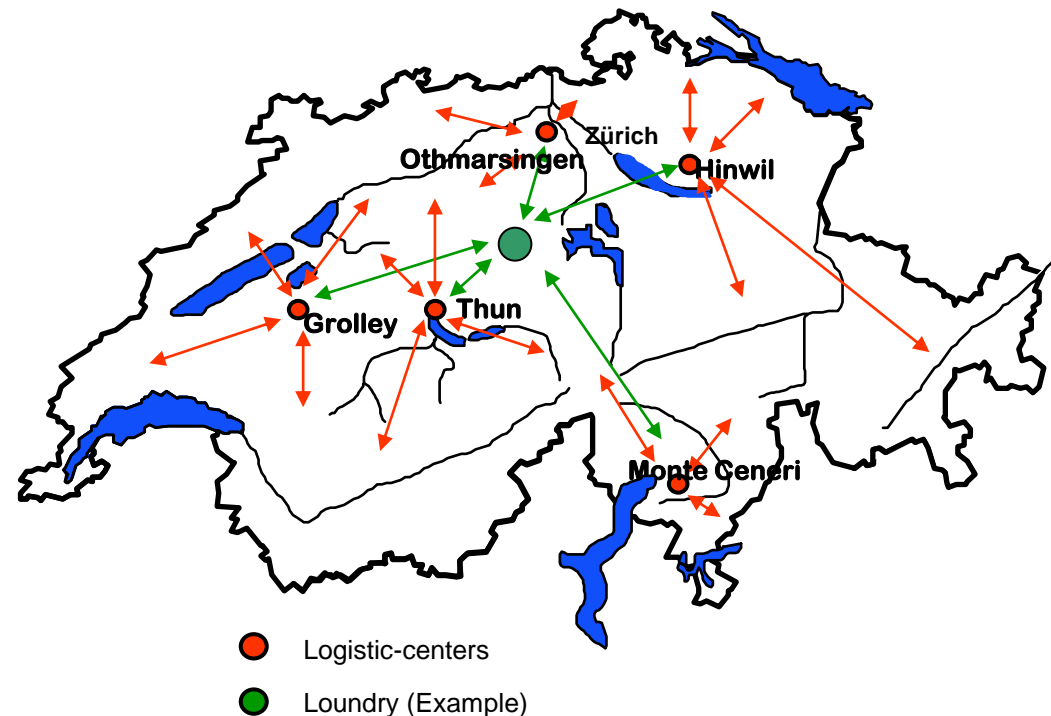 Zürich
Othmarsingen
Hinwil
Grolley
Thun
Monte Ceneri
Logistic-centers
Loundry (Example)